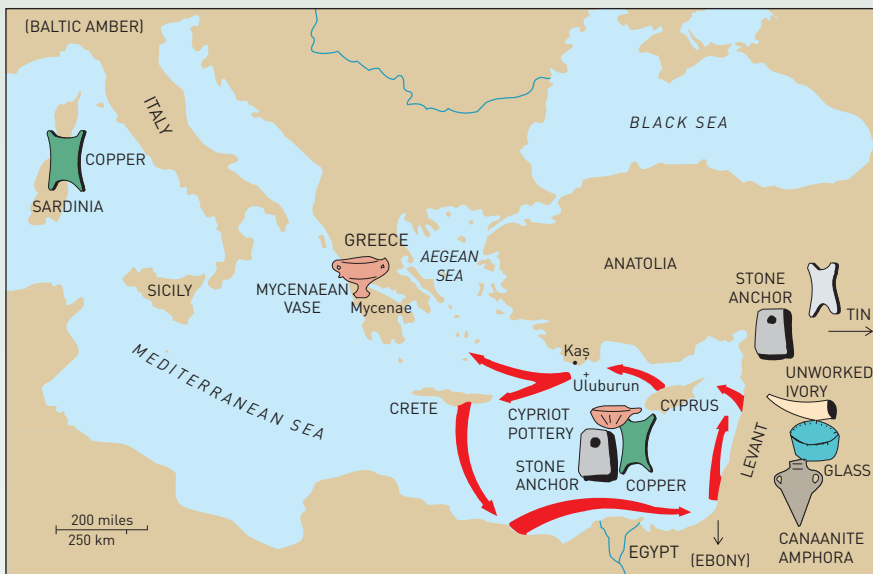 (BALTIC AMBER)
ITALY
BLACK SEA
COPPER
SARDINIA
GREECE
AEGEAN
SEA
ANATOLIA
STONE
ANCHOR
TIN
SICILY
MYCENAEAN
VASE
Mycenae
MEDITERRANEAN SEA
Kaş
Uluburun
UNWORKED
IVORY
CRETE
CYPRIOT
POTTERY
CYPRUS
LEVANT
GLASS
STONE
ANCHOR
COPPER
200 miles
250 km
EGYPT
(EBONY)
CANAANITE
AMPHORA